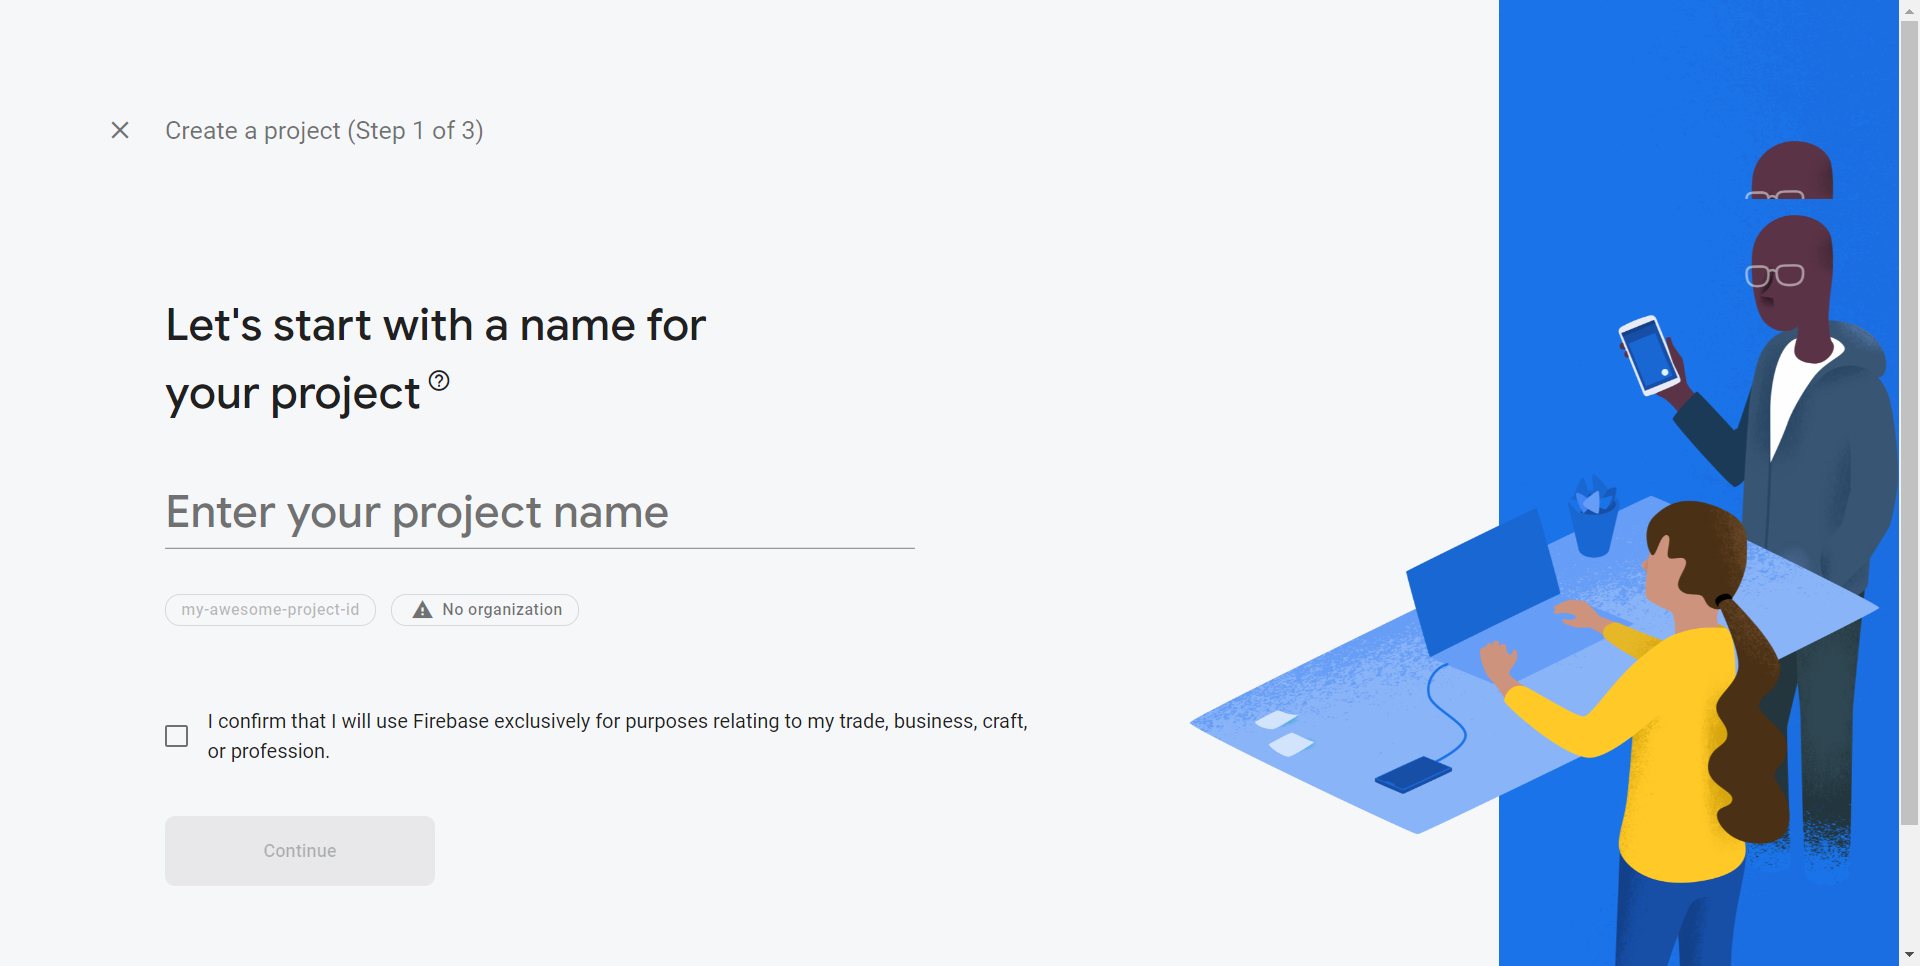 Create a project (Step 1 of 3)
Let's start with a name for
your project
Enter your project name
my-awesome-project-id
No organization
I confirm that I will use Firebase exclusively for purposes relating to my trade, business, craft,
or profession.
Continue